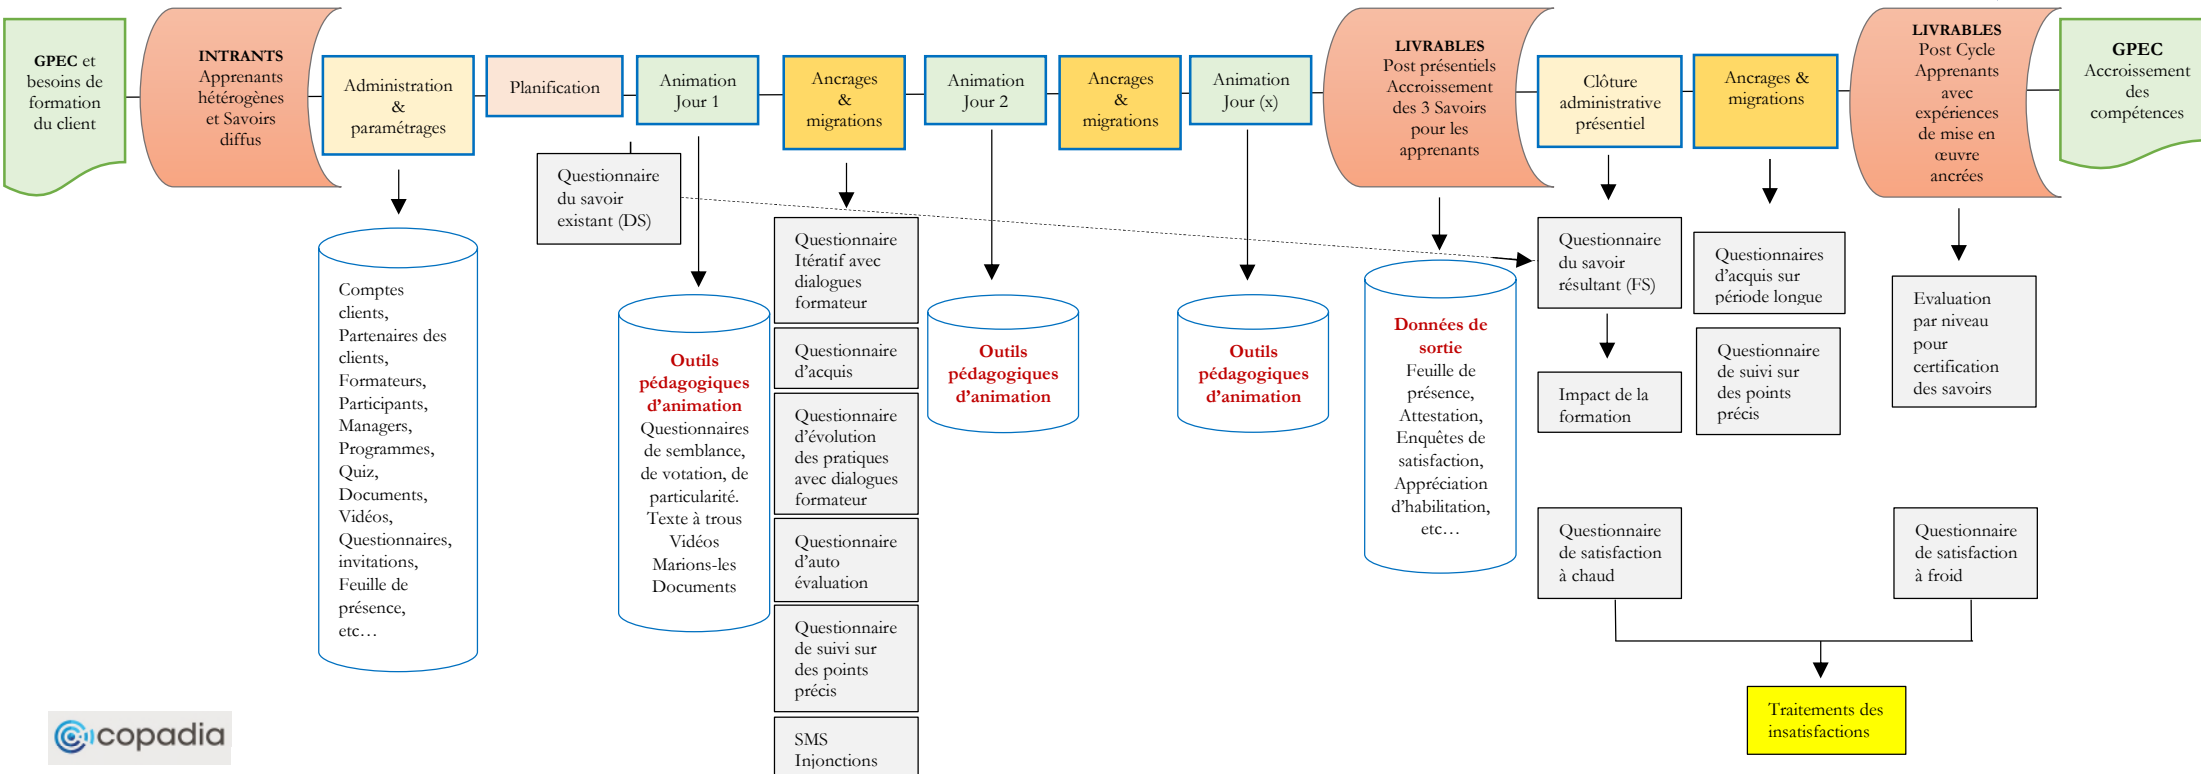 GPEC et
besoins de
formation
du client
INTRANTS
Apprenants
hétérogènes
et Savoirs
diffus
Administration
&
paramétrages
Planification
Animation
Jour 1
Ancrages
&
migrations
Animation
Jour 2
Ancrages
&
migrations
Animation
Jour (x)
LIVRABLES
Post présentiels
Accroissement
des 3 Savoirs
pour les
apprenants
Clôture
administrative
présentiel
Ancrages &
migrations
LIVRABLES
Post Cycle
Apprenants
avec
expériences
de mise en
œuvre
ancrées
GPEC
Accroissement
des
compétences
Comptes
clients,
Partenaires des
clients,
Formateurs,
Participants,
Managers,
Programmes,
Quiz,
Documents,
Vidéos,
Questionnaires,
invitations,
Feuille de
présence,
etc…
Questionnaire
du savoir
existant (DS)
Outils
pédagogiques
d’animation
Questionnaires
de semblance,
de votation, de
particularité.
Texte à trous
Vidéos
Marions-les
Documents
Questionnaire
Itératif avec
dialogues
formateur
Questionnaire
d’acquis
Questionnaire
d’évolution
des pratiques
avec dialogues
formateur
Questionnaire
d’auto
évaluation
Questionnaire
de suivi sur
des points
précis
SMS
Injonctions
Outils
pédagogiques
d’animation
Outils
pédagogiques
d’animation
Données de
sortie
Feuille de
présence,
Attestation,
Enquêtes de
satisfaction,
Appréciation
d’habilitation,
etc…
Questionnaire
du savoir
résultant (FS)
Impact de la
formation
Questionnaire
de satisfaction
à chaud
Questionnaires
d’acquis sur
période longue
Questionnaire
de suivi sur
des points
précis
Evaluation
par niveau
pour
certification
des savoirs
Questionnaire
de satisfaction
à froid
Traitements des
insatisfactions
copadia